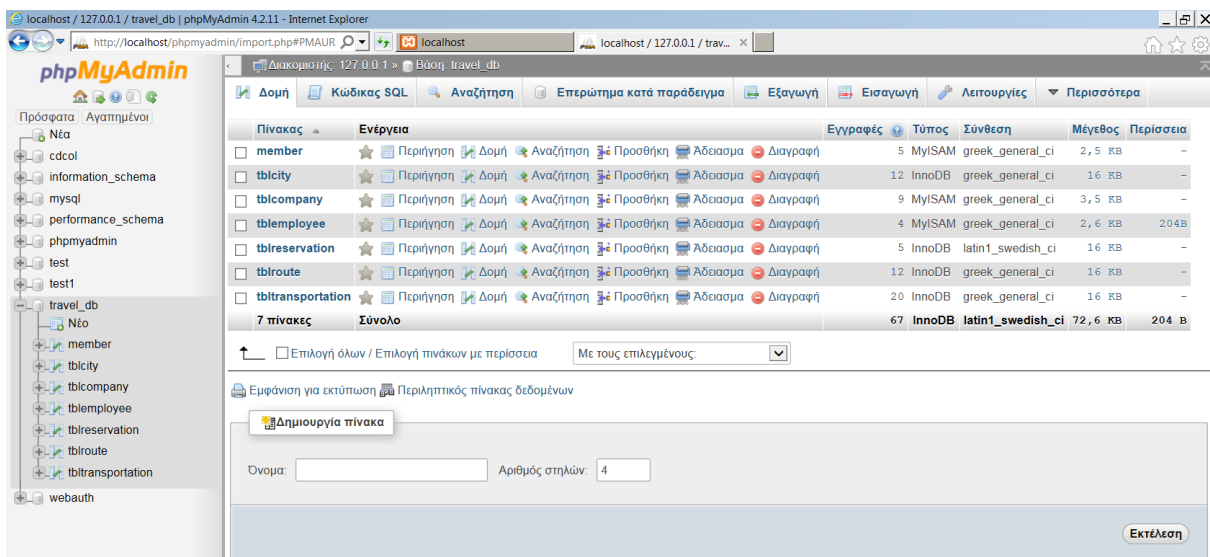 localhost / 127.0.0.1 / travel_db | phpMyAdmin 4.2.11 - Internet Explorer
http://localhost/phpmyadmin/import.php#PMAUR localhost localhost / 127.0.0.1 / trav...
phpMyAdmin
Πρόσφατα Αγαπημένοι
Νέα
cdcol
information_schema
mysql
performance_schema
phpmyadmin
test
test1
travel_db
Νέο
member
tblcity
tblcompany
tblemployee
tblreservation
tblroute
tbltransportation
webauth
Διακομιστής: 127.0.0.1 » Βάση: travel_db
Δομή Κώδικας SQL Αναζήτηση Επερώτημα κατά παράδειγμα Εξαγωγή Εισαγωγή Λειτουργίες Περισσότερα
Πίνακας Ενέργεια Εγγραφές Τύπος Σύνθεση Μέγεθος Περίσσεια
member Περιήγηση Δομή Αναζήτηση Προσθήκη Άδειασμα Διαγραφή 5 MyISAM greek_general_ci 2,5 KB -
tblcity Περιήγηση Δομή Αναζήτηση Προσθήκη Άδειασμα Διαγραφή 12 InnoDB greek_general_ci 16 KB -
tblcompany Περιήγηση Δομή Αναζήτηση Προσθήκη Άδειασμα Διαγραφή 9 MyISAM greek_general_ci 3,5 KB -
tblemployee Περιήγηση Δομή Αναζήτηση Προσθήκη Άδειασμα Διαγραφή 4 MyISAM greek_general_ci 2,6 KB 204B
tblreservation Περιήγηση Δομή Αναζήτηση Προσθήκη Άδειασμα Διαγραφή 5 InnoDB latin1_swedish_ci 16 KB -
tblroute Περιήγηση Δομή Αναζήτηση Προσθήκη Άδειασμα Διαγραφή 12 InnoDB greek_general_ci 16 KB -
tbltransportation Περιήγηση Δομή Αναζήτηση Προσθήκη Άδειασμα Διαγραφή 20 InnoDB greek_general_ci 16 KB -
7 πίνακες Σύνολο 67 InnoDB latin1_swedish_ci 72,6 KB 204 B
Επιλογή όλων / Επιλογή πινάκων με περίσσεια Με τους επιλεγμένους:
Εμφάνιση για εκτύπωση Περιληπτικός πίνακας δεδομένων
Δημιουργία πίνακα
Όνομα: Αριθμός στηλών: 4
Εκτέλεση